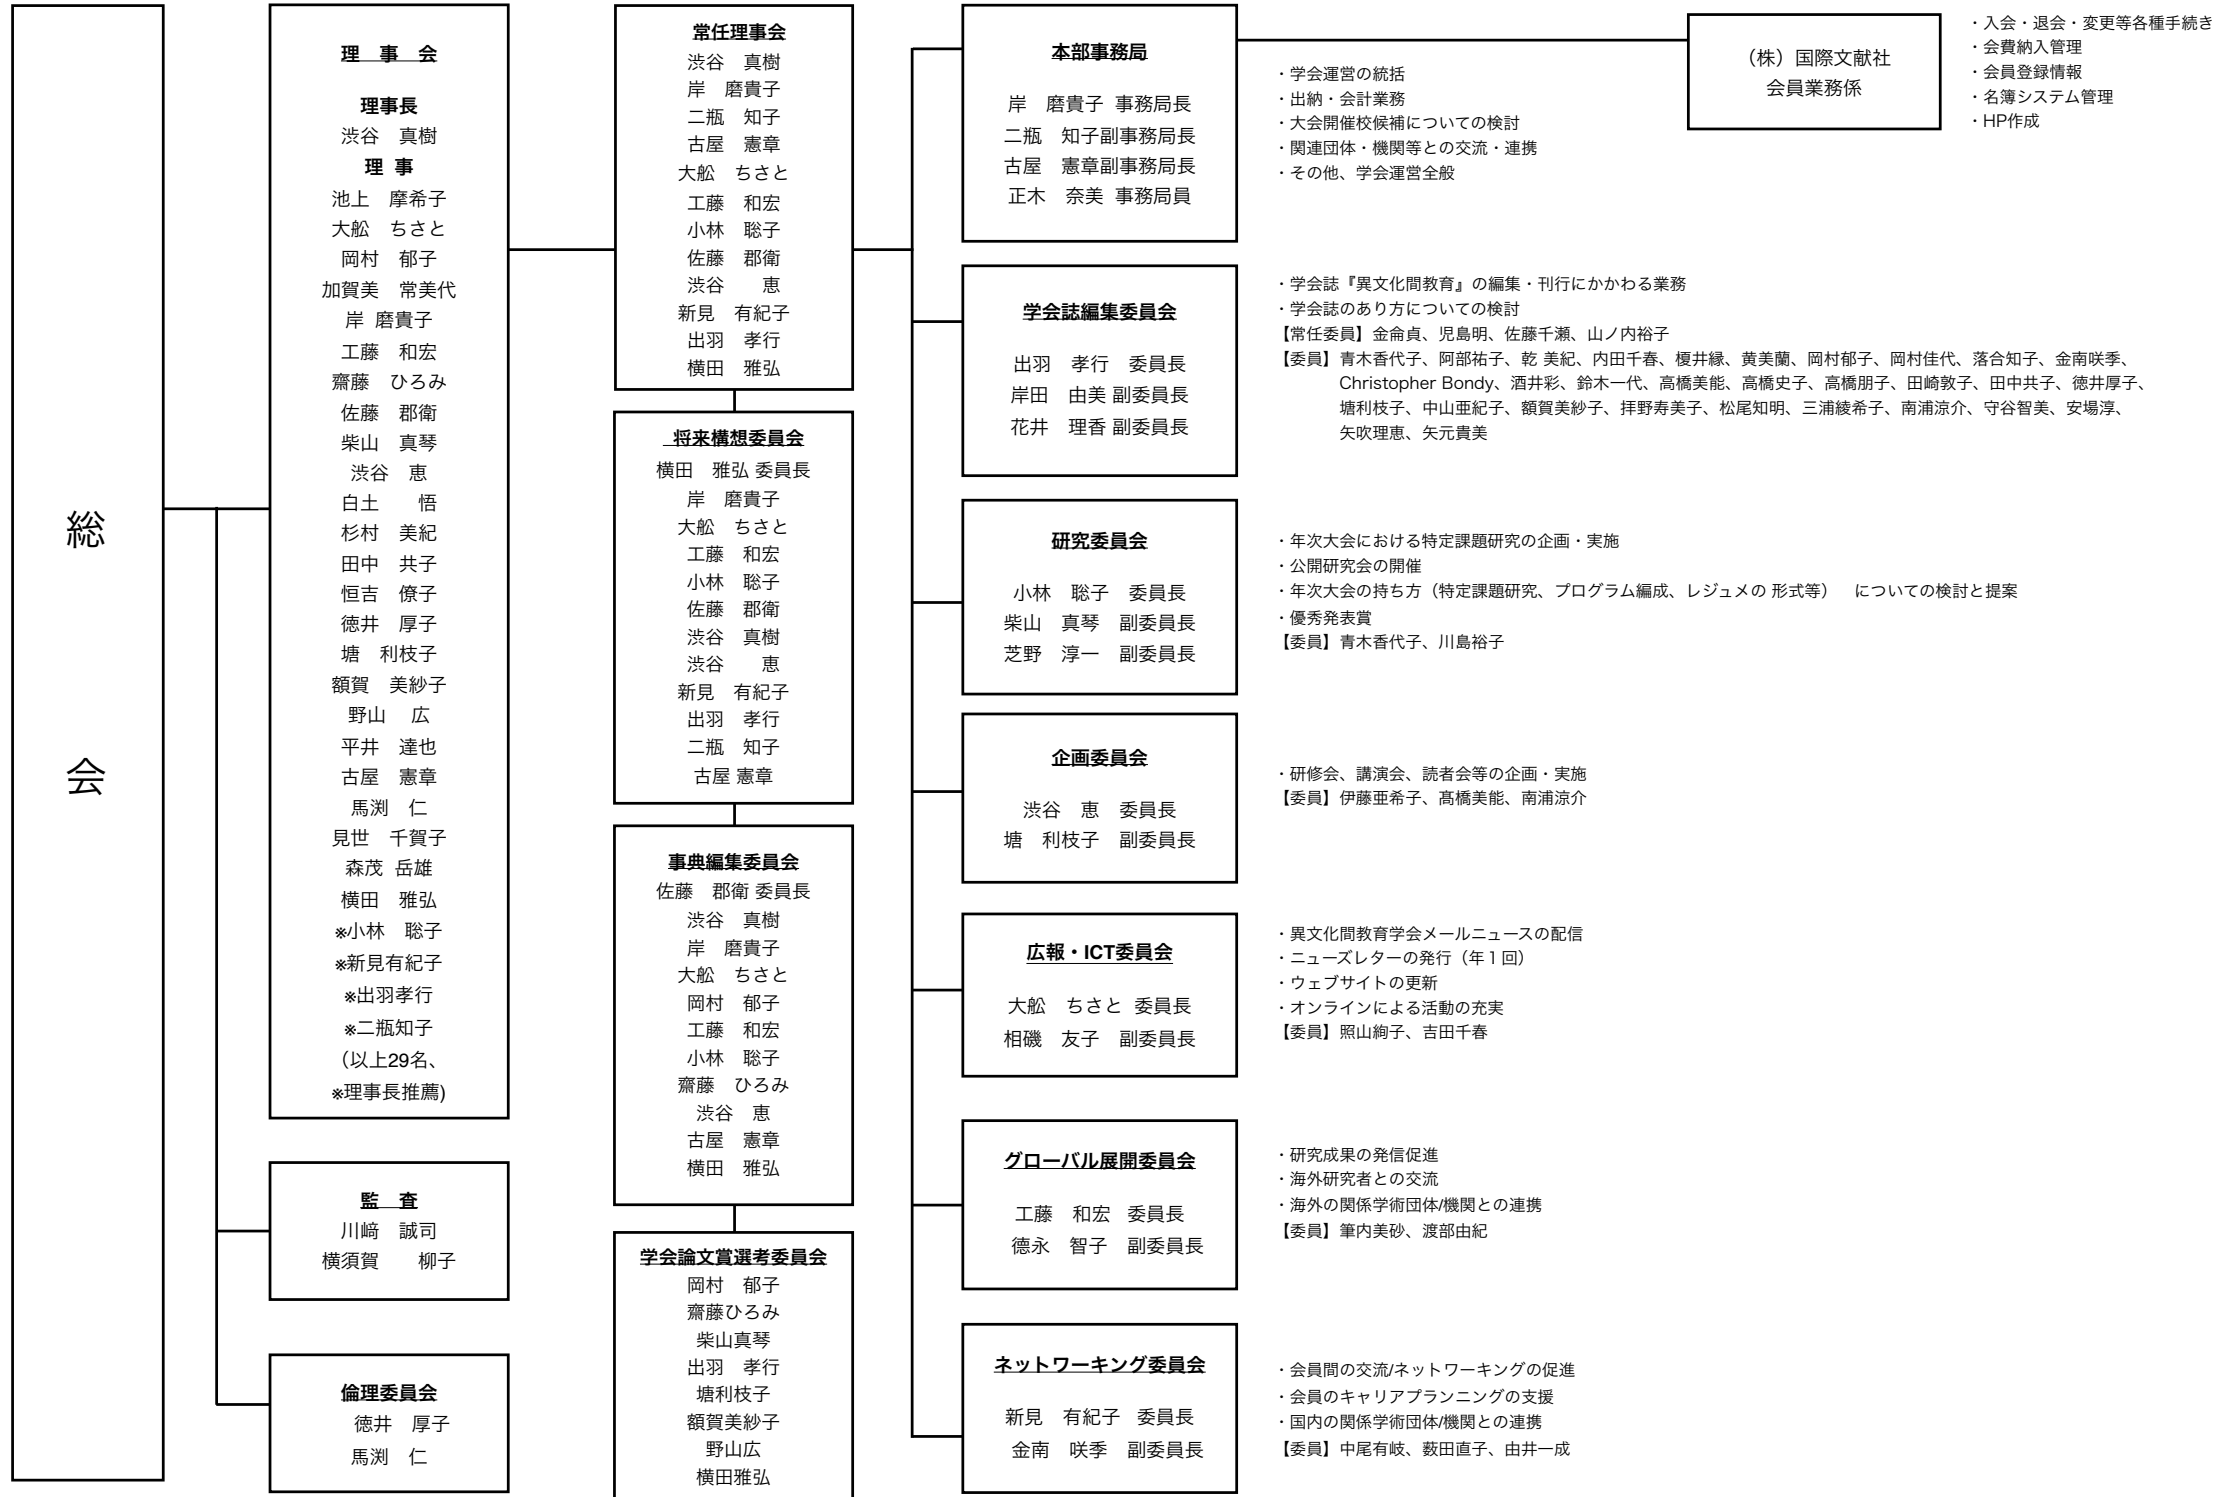 総
会
理　事　会
理事長
渋谷　真樹
理 事
池上　摩希子
大舩　ちさと
岡村　郁子
加賀美　常美代
岸 磨貴子
工藤　和宏
齋藤　ひろみ
佐藤　郡衛
柴山　真琴
渋谷　恵
白土　　悟
杉村　美紀
田中　共子
恒吉　僚子
徳井　厚子
塘　利枝子
額賀　美紗子
野山　広
平井　達也
古屋　憲章
馬渕　仁
見世　千賀子
森茂 岳雄
横田　雅弘
※小林　聡子
※新見有紀子
※出羽孝行
※二瓶知子
（以上29名、
※理事長推薦)
監　査
川﨑　誠司
横須賀　　柳子
倫理委員会
徳井　厚子
馬渕　仁
常任理事会
渋谷　真樹
岸　磨貴子
二瓶　知子
古屋　憲章
大舩　ちさと
工藤　和宏
小林　聡子
佐藤　郡衛
渋谷　　恵
新見　有紀子
出羽　孝行
横田　雅弘
将来構想委員会
横田　雅弘 委員長
岸　磨貴子
大舩　ちさと
工藤　和宏
小林　聡子
佐藤　郡衛
渋谷　真樹
渋谷　　恵
新見　有紀子
出羽　孝行
二瓶　知子
古屋 憲章
事典編集委員会
佐藤　郡衛 委員長
渋谷　真樹
岸　磨貴子
大舩　ちさと
岡村　郁子
工藤　和宏
小林　聡子
齋藤　ひろみ
渋谷　恵
古屋　憲章
横田　雅弘
学会論文賞選考委員会
岡村　郁子
齋藤ひろみ
柴山真琴
出羽　孝行
塘利枝子
額賀美紗子
野山広
横田雅弘
本部事務局
岸　磨貴子 事務局長
二瓶　知子副事務局長
古屋　憲章副事務局長
正木　奈美 事務局員
・学会運営の統括
・出納・会計業務
・大会開催校候補についての検討
・関連団体・機関等との交流・連携
・その他、学会運営全般
（株）国際文献社
会員業務係
・入会・退会・変更等各種手続き
・会費納入管理
・会員登録情報
・名簿システム管理
・HP作成
学会誌編集委員会
出羽　孝行　委員長
岸田　由美 副委員長
花井　理香 副委員長
・学会誌『異文化間教育』の編集・刊行にかかわる業務
・学会誌のあり方についての検討
【常任委員】金侖貞、児島明、佐藤千瀬、山ノ内裕子
【委員】青木香代子、阿部祐子、乾 美紀、内田千春、榎井縁、黄美蘭、岡村郁子、岡村佳代、落合知子、金南咲季、
Christopher Bondy、酒井彩、鈴木一代、高橋美能、高橋史子、高橋朋子、田崎敦子、田中共子、徳井厚子、
塘利枝子、中山亜紀子、額賀美紗子、拝野寿美子、松尾知明、三浦綾希子、南浦涼介、守谷智美、安場淳、
矢吹理恵、矢元貴美
研究委員会
小林　聡子　委員長
柴山　真琴　副委員長
芝野　淳一　副委員長
・年次大会における特定課題研究の企画・実施
・公開研究会の開催
・年次大会の持ち方（特定課題研究、プログラム編成、レジュメの 形式等）　についての検討と提案
・優秀発表賞
【委員】青木香代子、川島裕子
企画委員会
渋谷　恵　委員長
塘　利枝子　副委員長
・研修会、講演会、読者会等の企画・実施
【委員】伊藤亜希子、髙橋美能、南浦涼介
広報・ICT委員会
大舩　ちさと 委員長
相磯　友子　副委員長
・異文化間教育学会メールニュースの配信
・ニューズレターの発行（年１回）
・ウェブサイトの更新
・オンラインによる活動の充実
【委員】照山絢子、吉田千春
グローバル展開委員会
工藤　和宏　委員長
德永　智子　副委員長
・研究成果の発信促進
・海外研究者との交流
・海外の関係学術団体/機関との連携
【委員】筆内美砂、渡部由紀
ネットワーキング委員会
新見　有紀子　委員長
金南　咲季　副委員長
・会員間の交流/ネットワーキングの促進
・会員のキャリアプランニングの支援
・国内の関係学術団体/機関との連携
【委員】中尾有岐、薮田直子、由井一成